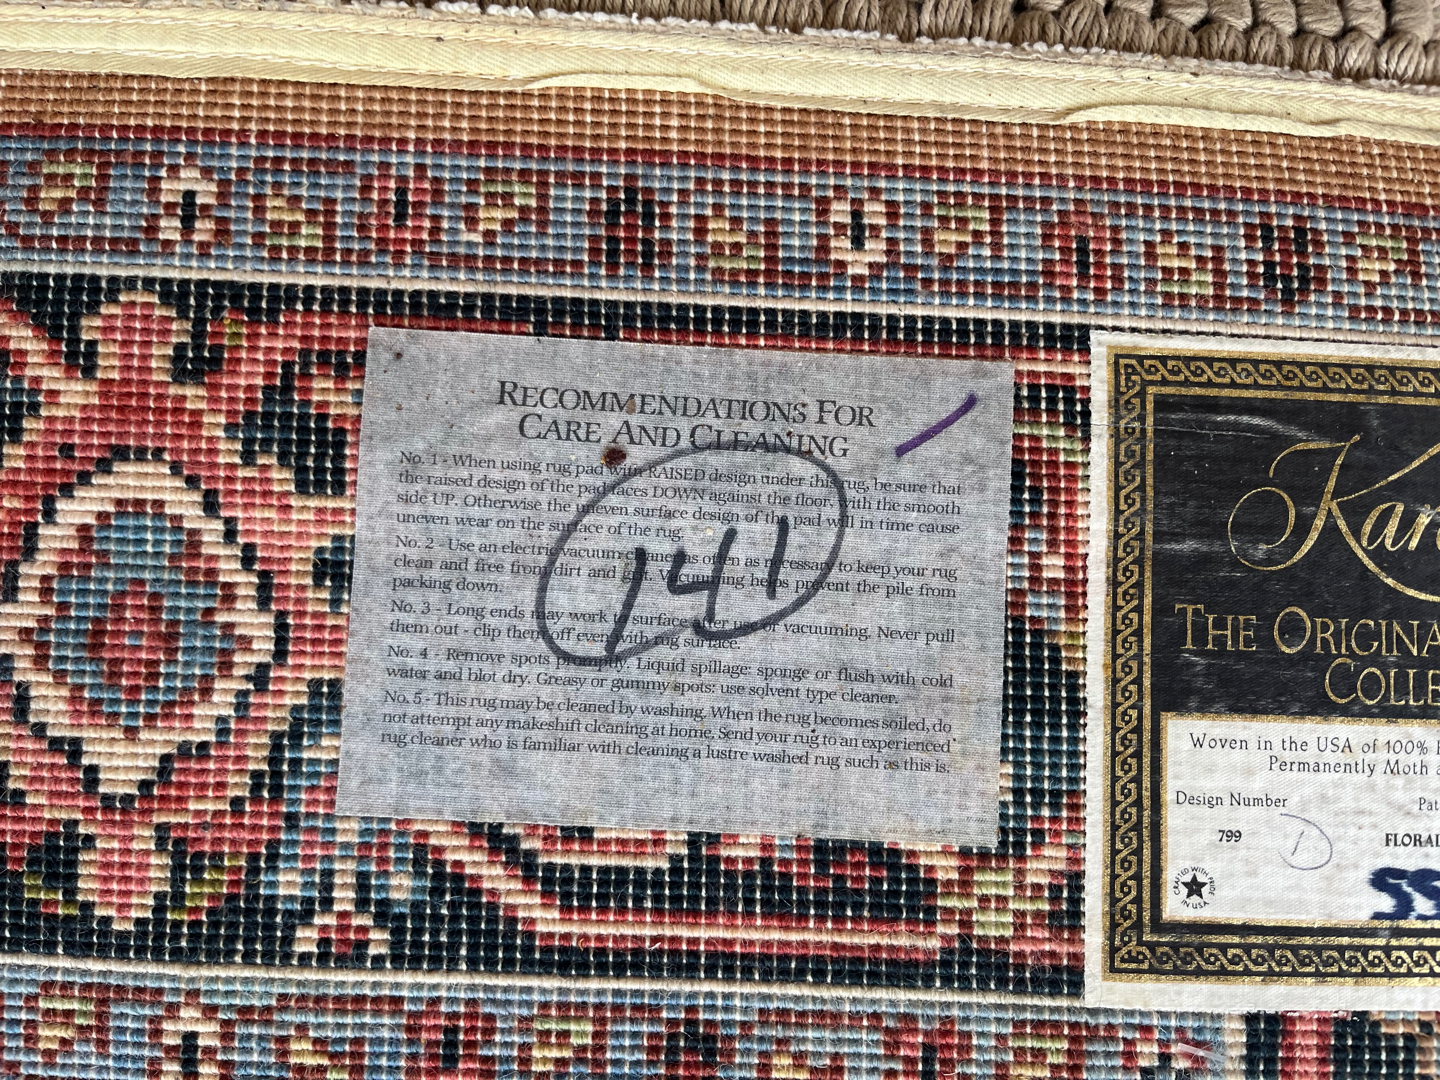 RECOMMENDATIONS FOR
CARE AND CLEANING
No. 1 - When using rug pad with RAISED design under this rug, be sure that
the raised design of the pad faces DOWN against the floor, with the smooth
side UP. Otherwise the uneven surface design of the pad will in time cause
uneven wear on the surface of the rug.
No. 2 - Use an electric vacuum cleaner as often as necessary to keep your rug
clean and free from dirt and grit. Vacuuming helps prevent the pile from
packing down.
No. 3 - Long ends may work to surface after use or vacuuming. Never pull
them out - clip them off even with rug surface.
No. 4 - Remove spots promptly. Liquid spillage: sponge or flush with cold
water and blot dry. Greasy or gummy spots: use solvent type cleaner.
No. 5 - This rug may be cleaned by washing. When the rug becomes soiled, do
not attempt any makeshift cleaning at home. Send your rug to an experienced
rug cleaner who is familiar with cleaning a lustre washed rug such as this is.
141
Kar
THE ORIGINA
COLLE
Woven in the USA of 100%
Permanently Moth a
Design Number
Pat
799
D
FLORAL
CRAFTED WITH PRIDE
IN USA
SS